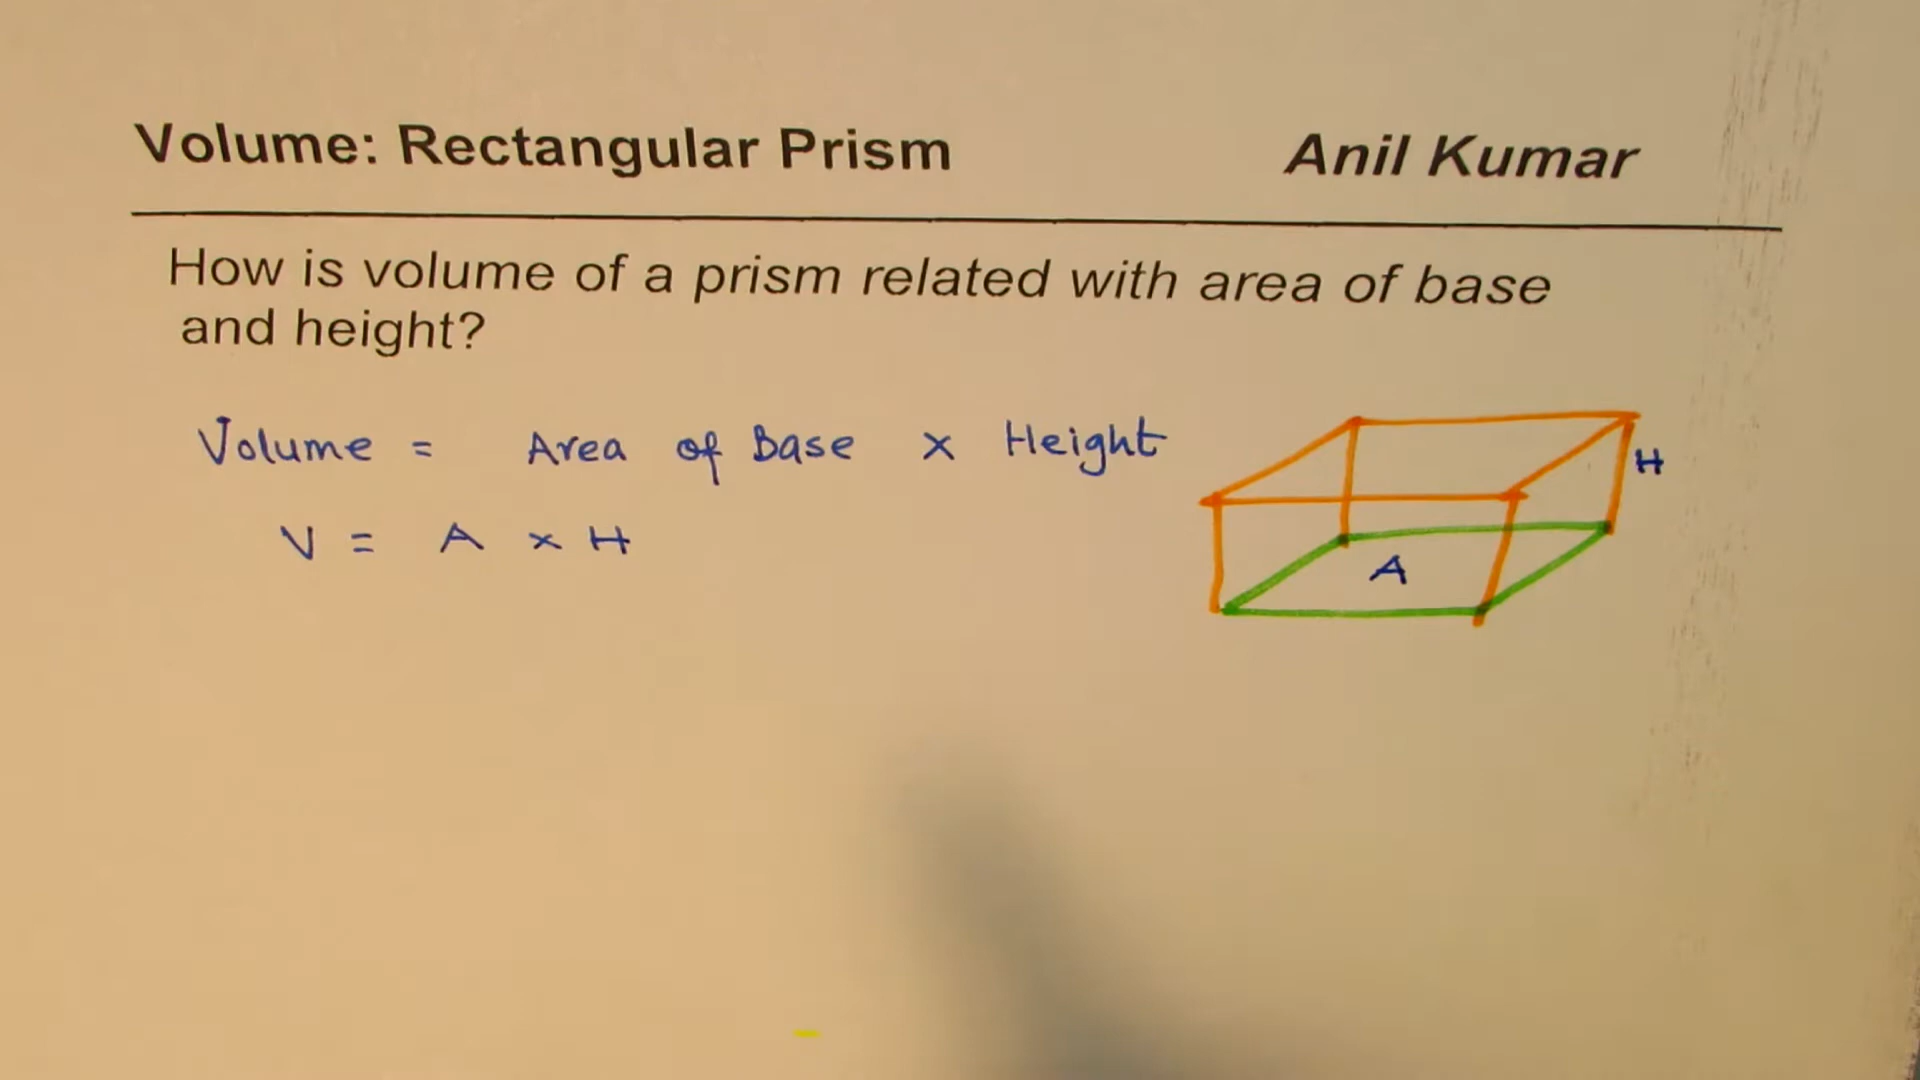 Volume: Rectangular Prism Anil Kumar
How is volume of a prism related with area of base
and height?
Volume = Area of Base × Height
V = A × H
H
A